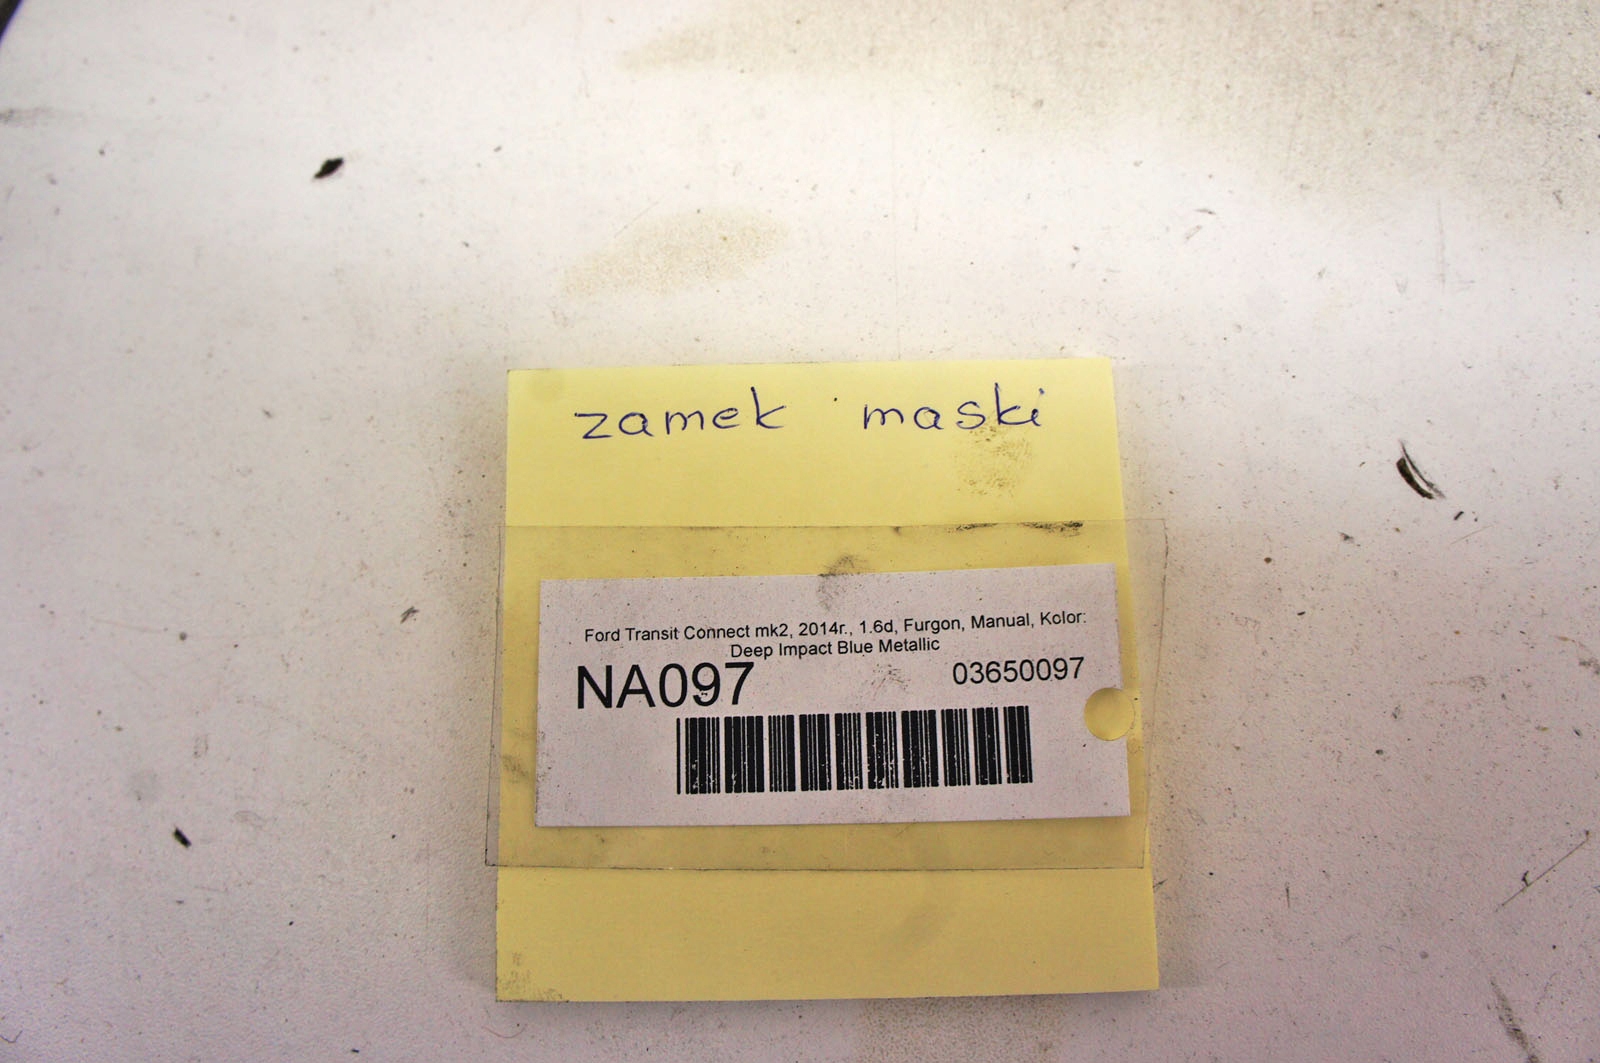 zamek maski
Ford Transit Connect mk2, 2014r., 1.6d, Furgon, Manual, Kolor:
Deep Impact Blue Metallic
NA097 03650097